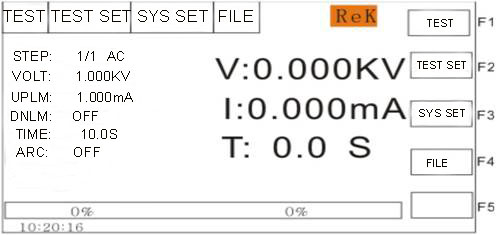 TEST TEST SET SYS SET FILE ReK
STEP: 1/1 AC
VOLT: 1.000KV
UPLM: 1.000mA
DNLM: OFF
TIME: 10.0S
ARC: OFF
V:0.000KV
I:0.000mA
T: 0.0 S
TEST F1
TEST SET F2
SYS SET F3
FILE F4
F5
0% 0%
10:20:16